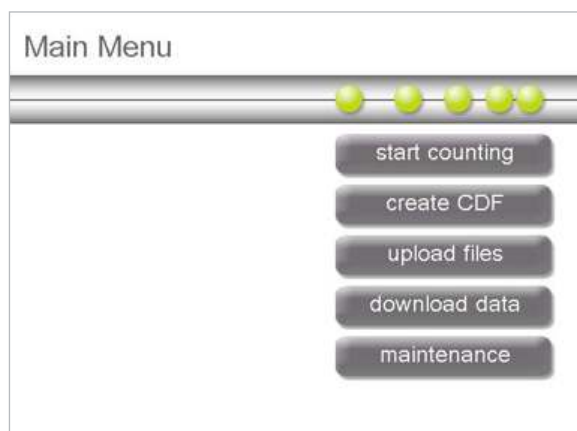 Main Menu
start counting
create CDF
upload files
download data
maintenance